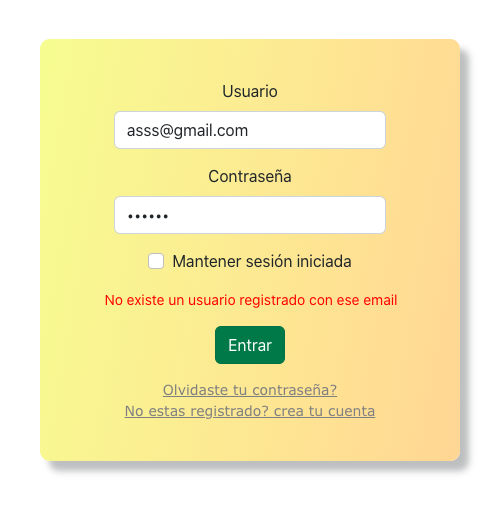 Usuario
asss@gmail.com
Contraseña
••••••
Mantener sesión iniciada
No existe un usuario registrado con ese email
Entrar
Olvidaste tu contraseña?
No estas registrado? crea tu cuenta